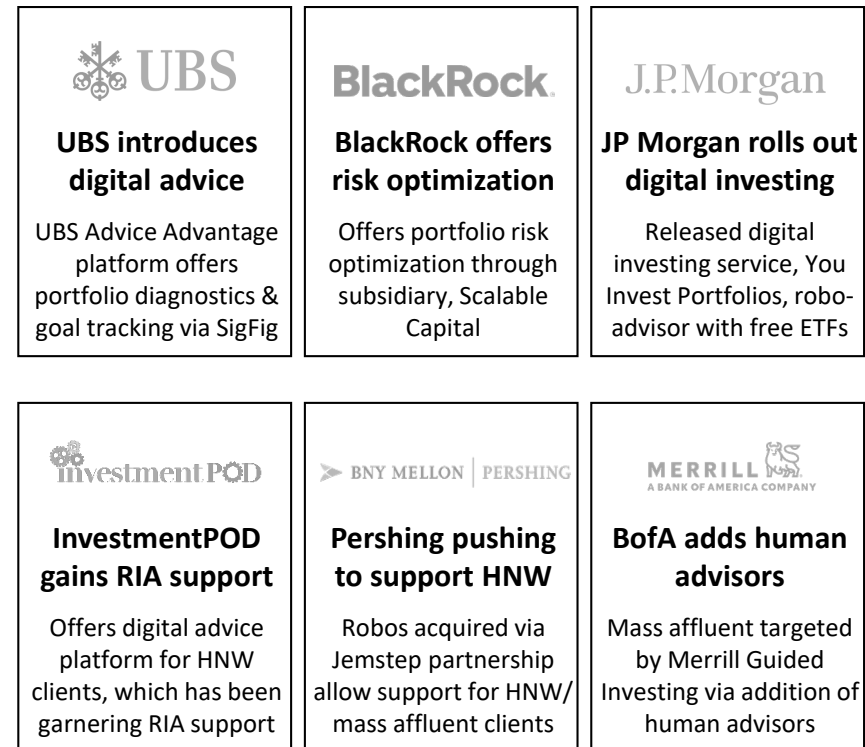 UBS
UBS introduces
digital advice
UBS Advice Advantage
platform offers
portfolio diagnostics &
goal tracking via SigFig
BlackRock.
BlackRock offers
risk optimization
Offers portfolio risk
optimization through
subsidiary, Scalable
Capital
J.P.Morgan
JP Morgan rolls out
digital investing
Released digital
investing service, You
Invest Portfolios, robo-
advisor with free ETFs
investmentPOD
InvestmentPOD
gains RIA support
Offers digital advice
platform for HNW
clients, which has been
garnering RIA support
BNY MELLON | PERSHING
Pershing pushing
to support HNW
Robos acquired via
Jemstep partnership
allow support for HNW/
mass affluent clients
MERRILL
A BANK OF AMERICA COMPANY
BofA adds human
advisors
Mass affluent targeted
by Merrill Guided
Investing via addition of
human advisors